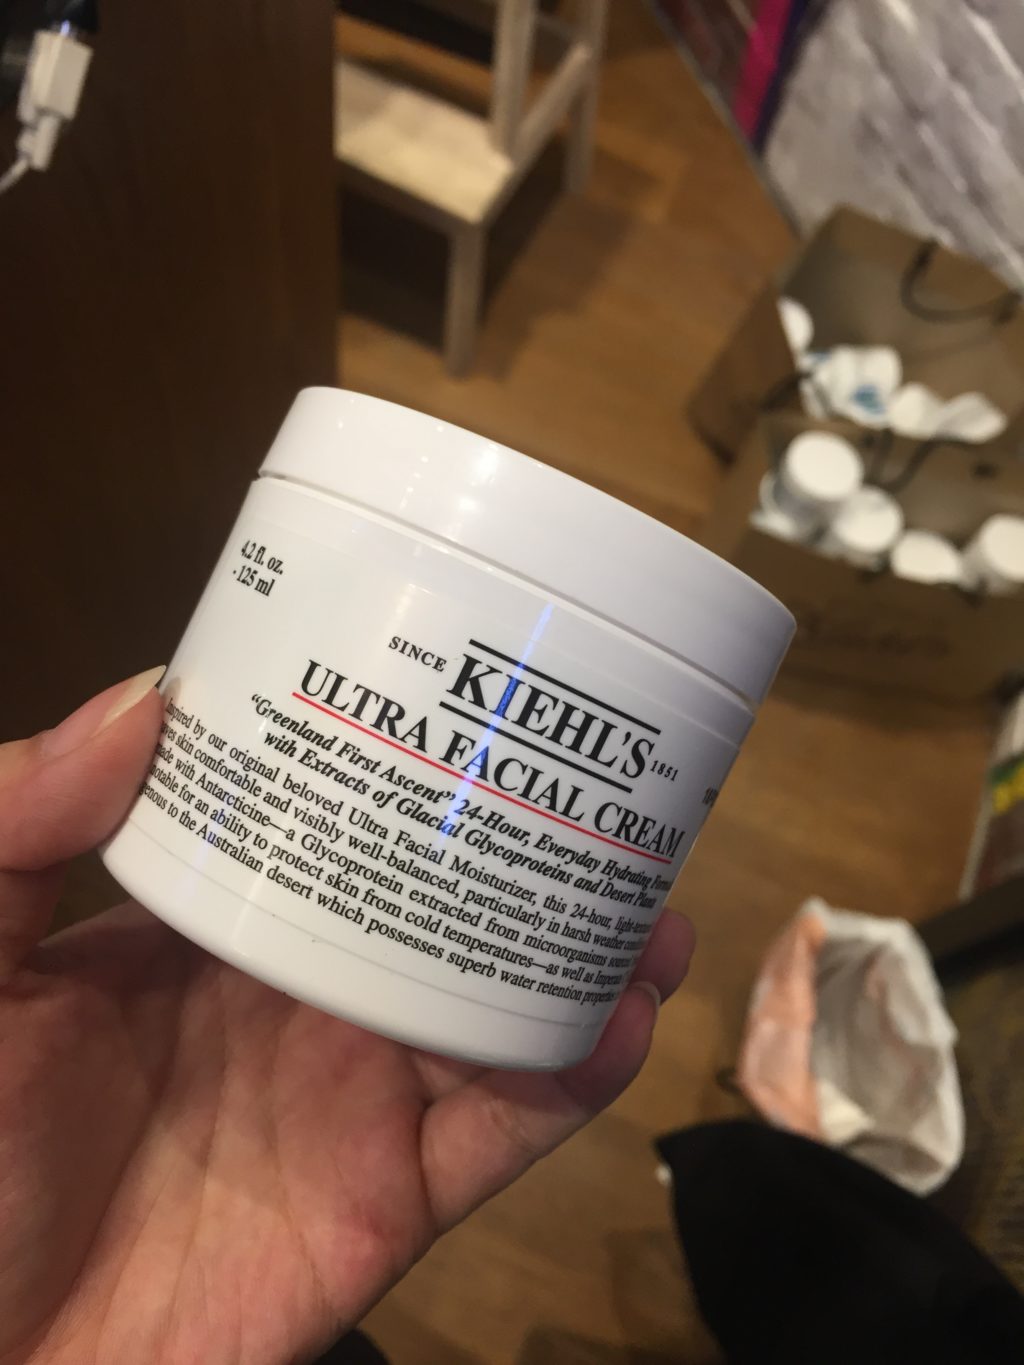 4.2 fl. oz.
- 125 ml
SINCE KIEHL'S 1851
ULTRA FACIAL CREAM
"Greenland First Ascent" 24-Hour, Everyday Hydrating
with Extracts of Glacial Glycoproteins and Desert Plants
Inspired by our original beloved Ultra Facial Moisturizer, this 24-hour,
skin comfortable and visibly well-balanced, particularly in harsh weather
made with Antarcticine—a Glycoprotein extracted from microorganisms
notable for an ability to protect skin from cold temperatures—as well as
to the Australian desert which possesses superb water retention